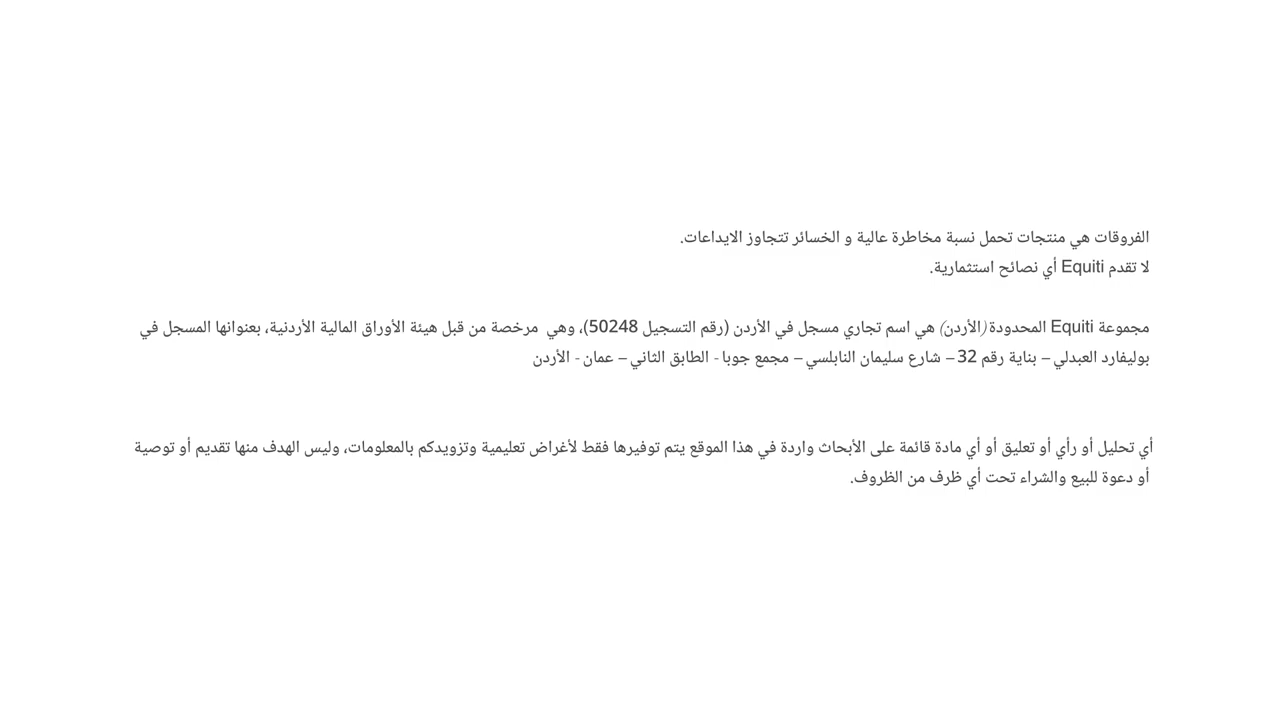 الفروقات هي منتجات تحمل نسبة مخاطرة عالية و الخسائر تتجاوز الايداعات.
لا تقدم Equiti أي نصائح استثمارية.
مجموعة Equiti المحدودة (الأردن) هي اسم تجاري مسجل في الأردن (رقم التسجيل 50248)، وهي مرخصة من قبل هيئة الأوراق المالية الأردنية، بعنوانها المسجل في
بوليفارد العبدلي – بناية رقم 32 – شارع سليمان النابلسي – مجمع جوبا - الطابق الثاني – عمان - الأردن
أي تحليل أو رأي أو تعليق أو أي مادة قائمة على الأبحاث واردة في هذا الموقع يتم توفيرها فقط لأغراض تعليمية وتزويدكم بالمعلومات، وليس الهدف منها تقديم أو توصية
أو دعوة للبيع والشراء تحت أي ظرف من الظروف.